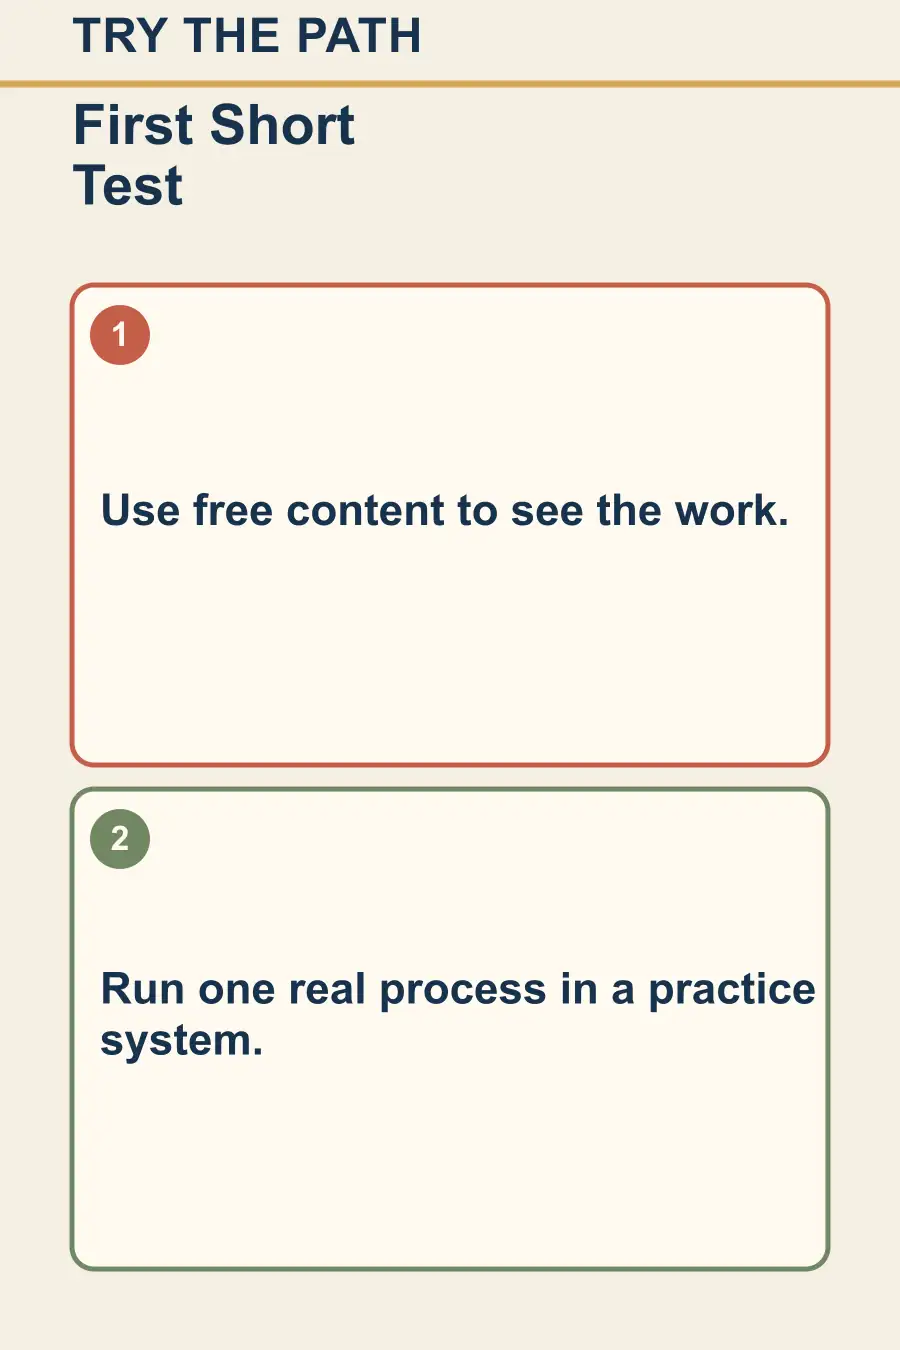 TRY THE PATH
First Short
Test
1
Use free content to see the work.
2
Run one real process in a practice
system.